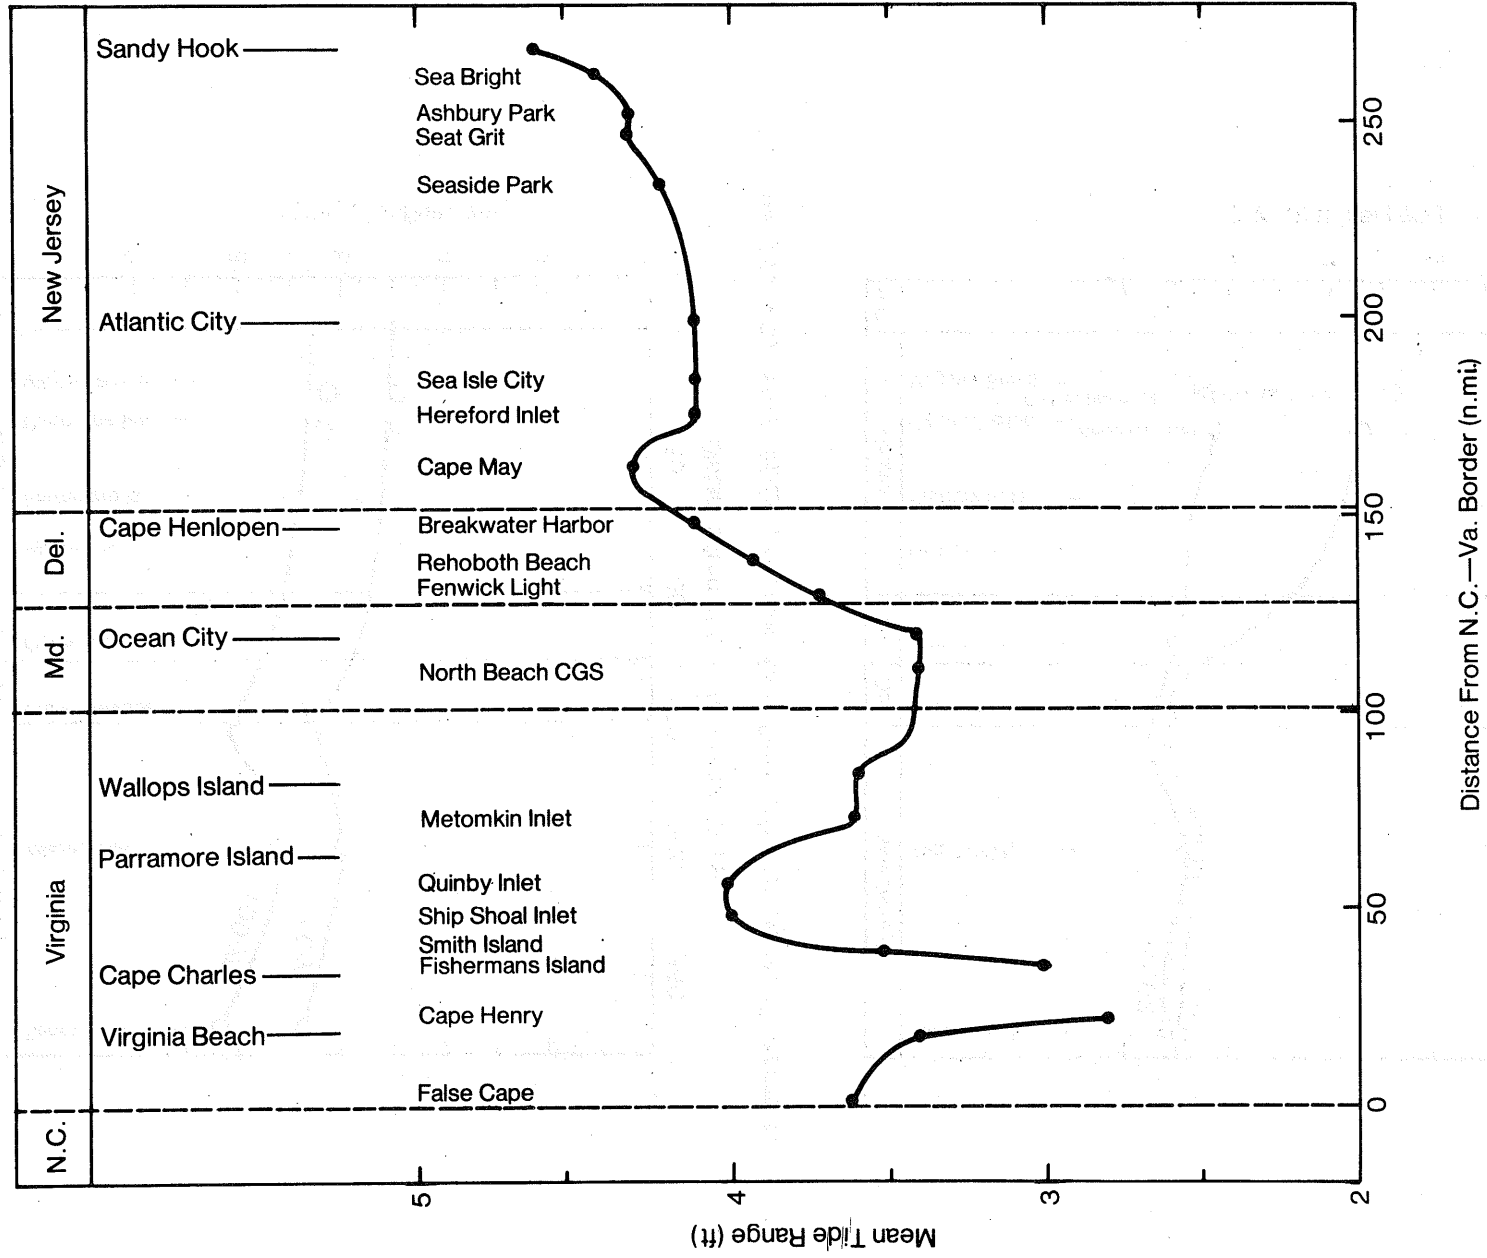 New Jersey
Del.
Md.
Virginia
N.C.
Sandy Hook
Atlantic City
Cape Henlopen
Ocean City
Wallops Island
Parramore Island
Cape Charles
Virginia Beach
Sea Bright
Ashbury Park
Seat Grit
Seaside Park
Sea Isle City
Hereford Inlet
Cape May
Breakwater Harbor
Rehoboth Beach
Fenwick Light
North Beach CGS
Metomkin Inlet
Quinby Inlet
Ship Shoal Inlet
Smith Island
Fishermans Island
Cape Henry
False Cape
250
200
150
100
50
0
Distance From N.C.—Va. Border (n.mi.)
5
4
3
2
Mean Tide Range (ft)